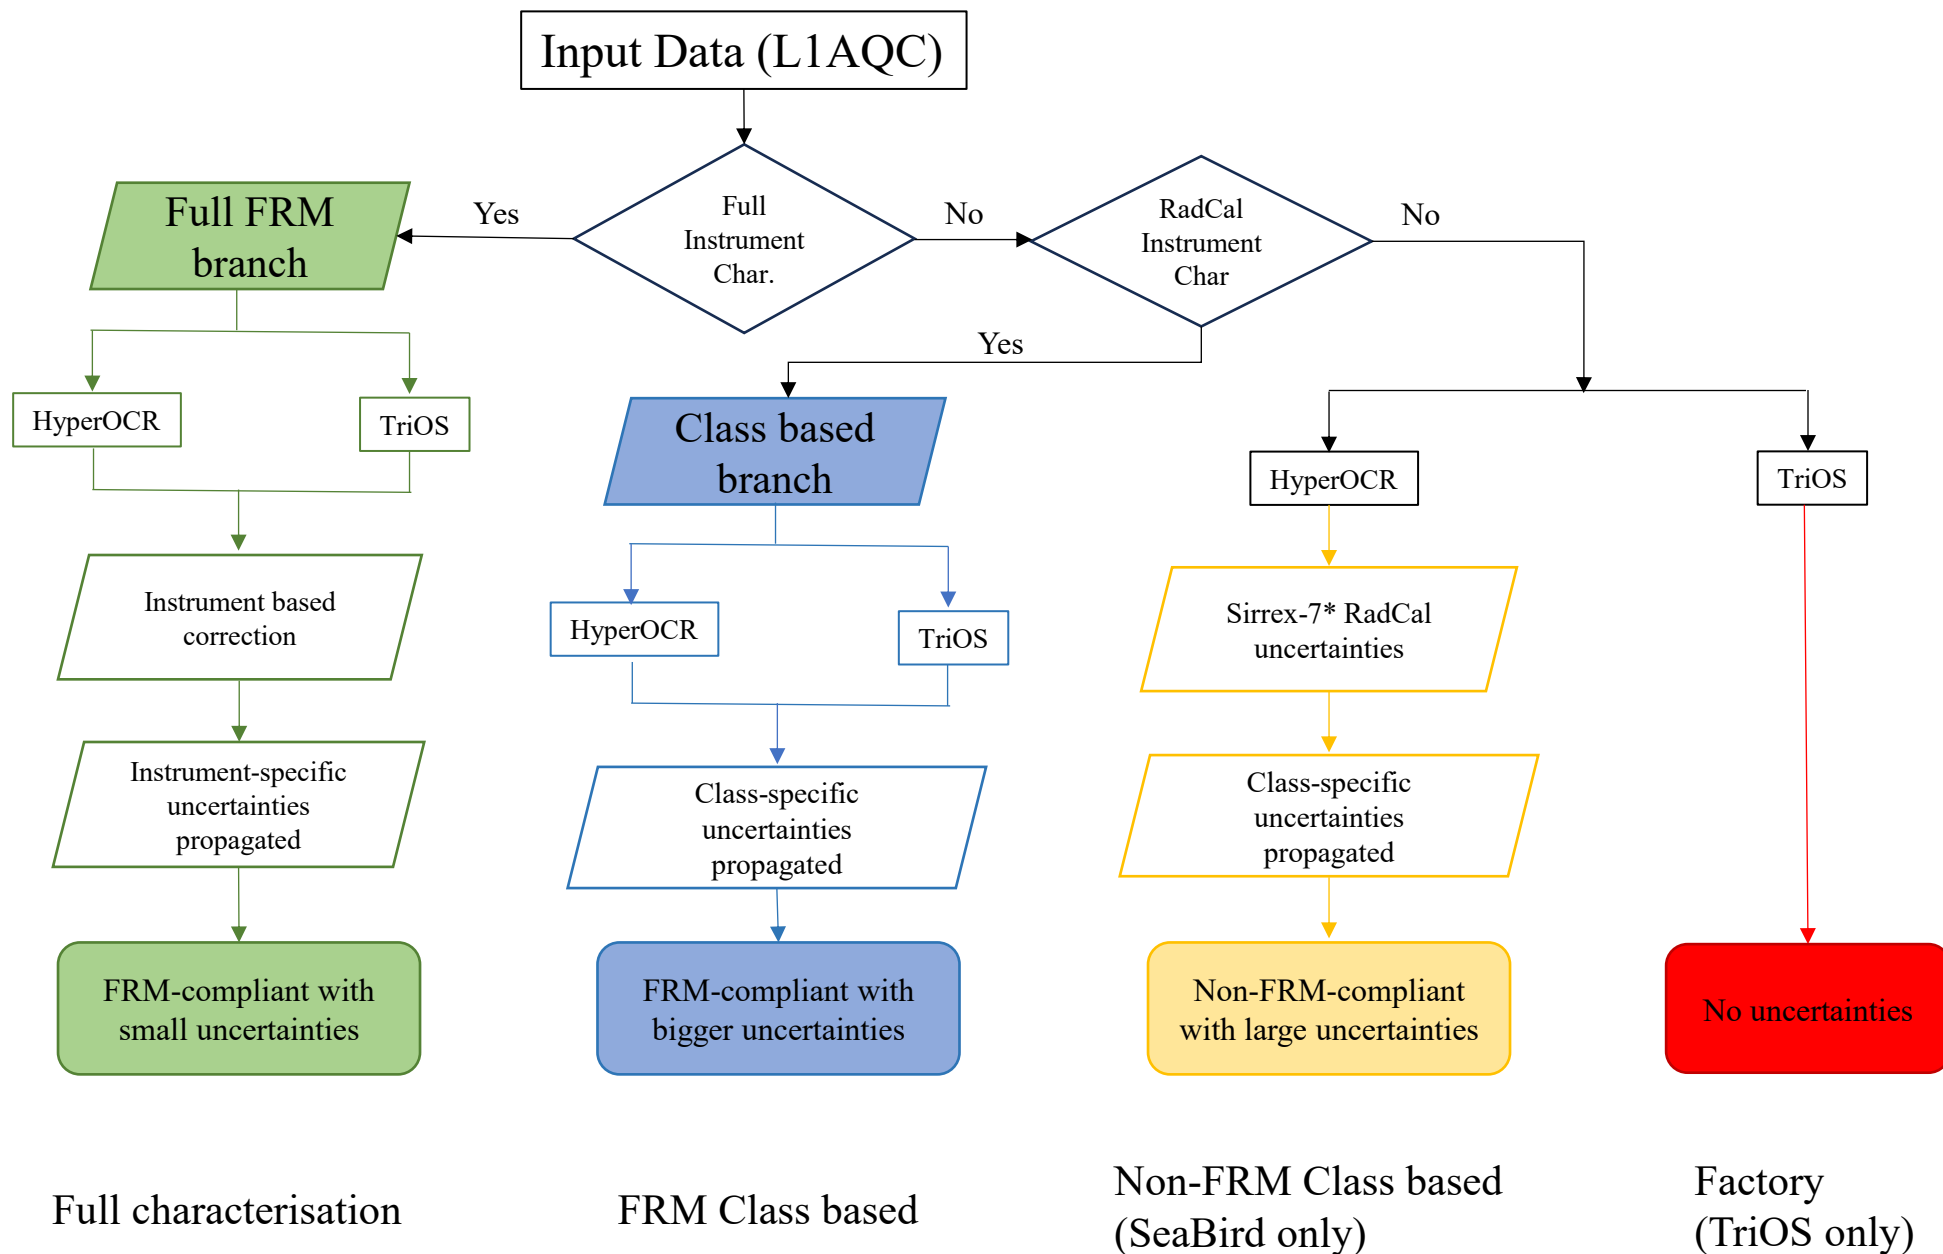 Input Data (L1AQC)
Full
Instrument
Char.
RadCal
Instrument
Char
Yes
No
No
Yes
Full FRM
branch
HyperOCR
TriOS
Instrument based
correction
Instrument-specific
uncertainties
propagated
FRM-compliant with
small uncertainties
Full characterisation
Class based
branch
HyperOCR
TriOS
Class-specific
uncertainties
propagated
FRM-compliant with
bigger uncertainties
FRM Class based
HyperOCR
Sirrex-7* RadCal
uncertainties
Class-specific
uncertainties
propagated
Non-FRM-compliant
with large uncertainties
Non-FRM Class based
(SeaBird only)
TriOS
No uncertainties
Factory
(TriOS only)